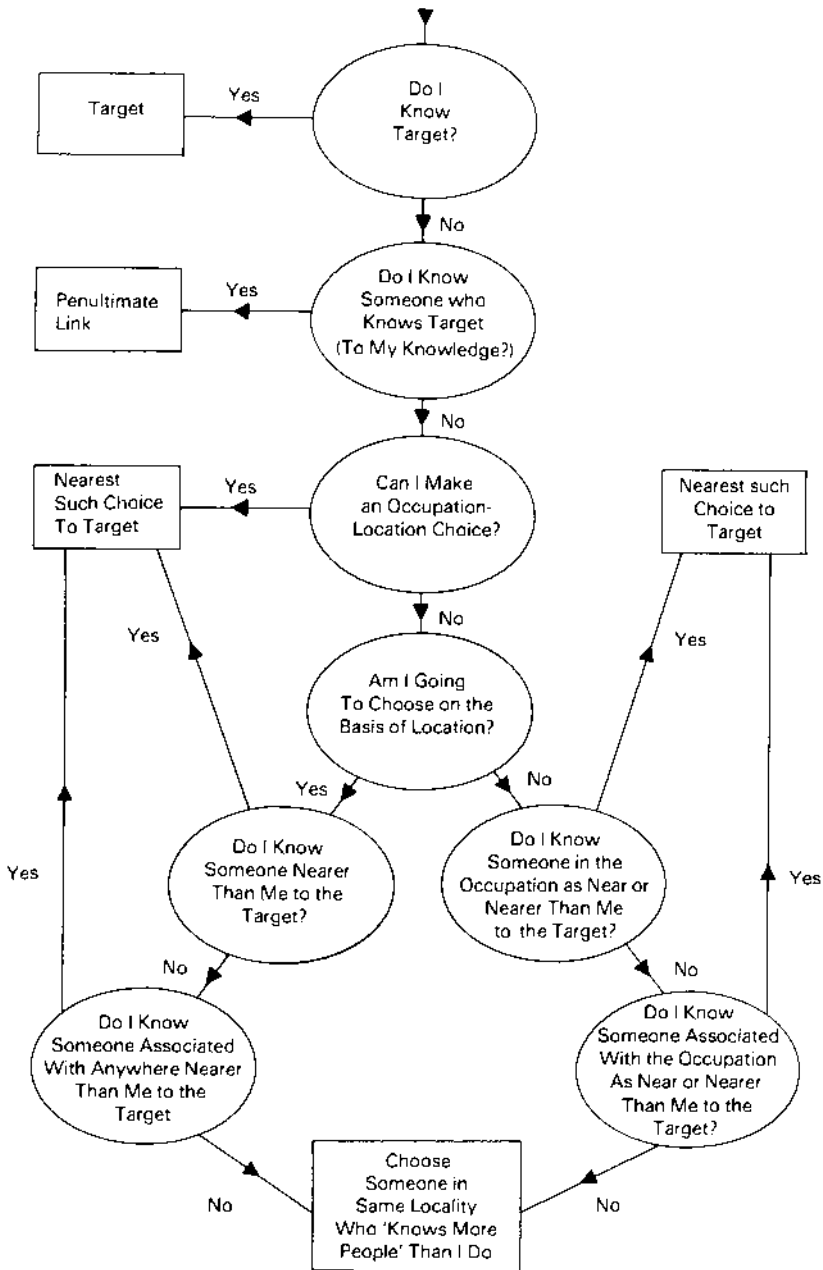 Do I
Know
Target?
Yes
Target
No
Do I Know
Someone who
Knows Target
(To My Knowledge?)
Yes
Penultimate
Link
No
Can I Make
an Occupation-
Location Choice?
Yes
Nearest
Such Choice
To Target
Nearest such
Choice to
Target
No
Am I Going
To Choose on the
Basis of Location?
Yes
No
Yes
Yes
Do I Know
Someone Nearer
Than Me to the
Target?
Do I Know
Someone in the
Occupation as Near or
Nearer Than Me
to the Target?
Yes
Yes
No
No
Do I Know
Someone Associated
With Anywhere Nearer
Than Me to the
Target
Do I Know
Someone Associated
With the Occupation
As Near or Nearer
Than Me to the
Target?
No
No
Choose
Someone in
Same Locality
Who 'Knows More
People' Than I Do